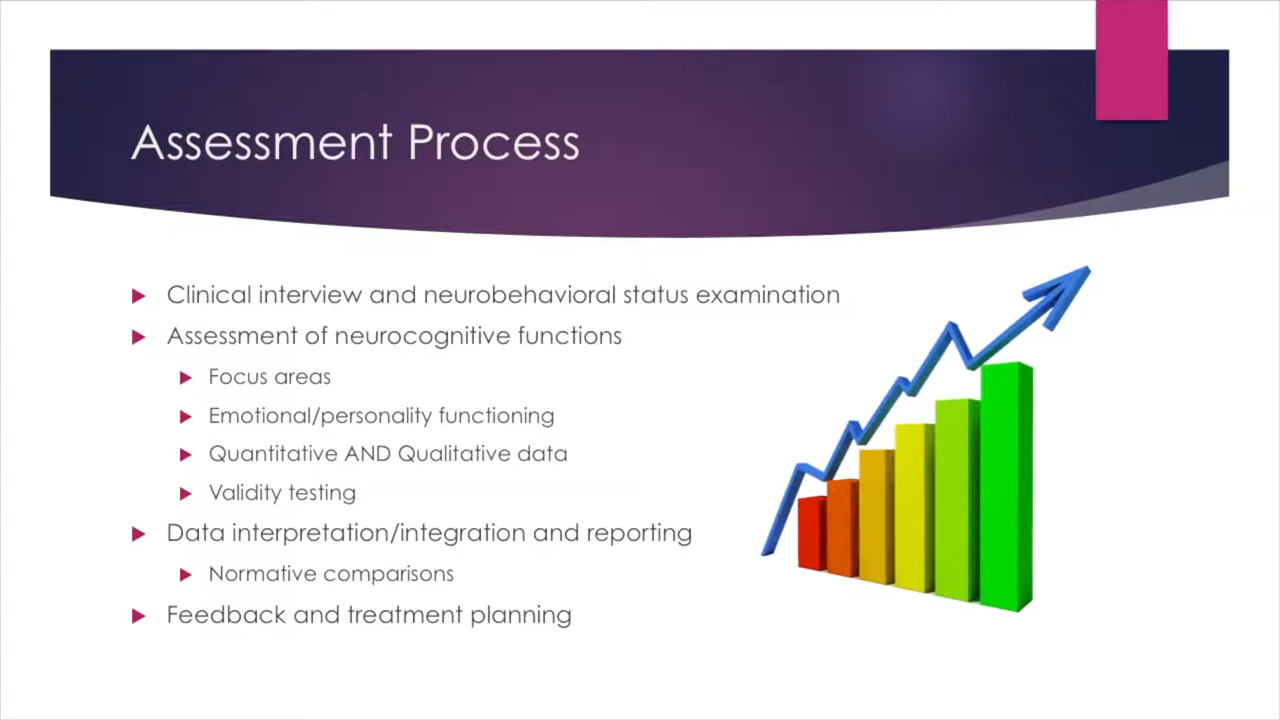 Assessment Process
Clinical interview and neurobehavioral status examination
Assessment of neurocognitive functions
Focus areas
Emotional/personality functioning
Quantitative AND Qualitative data
Validity testing
Data interpretation/integration and reporting
Normative comparisons
Feedback and treatment planning